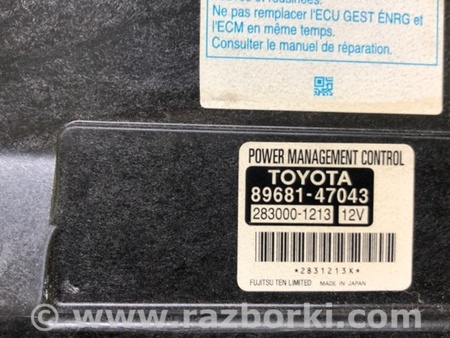 Ne pas remplacer l'ECU GEST ÉNRG et
l'ECM en même temps.
Consulter le manuel de réparation.
POWER MANAGEMENT CONTROL
TOYOTA
89681-47043
283000-1213 12V
*2831213K*
FUJITSU TEN LIMITED MADE IN JAPAN
www.razborki.com